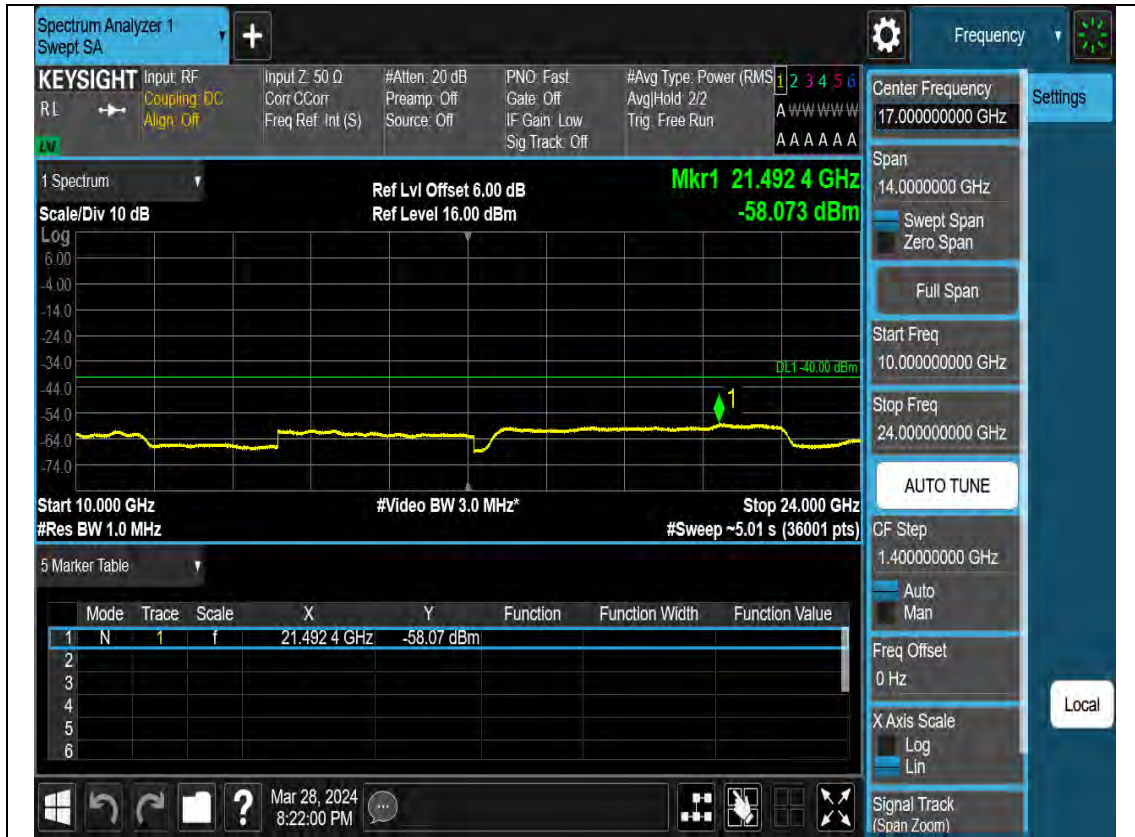 Spectrum Analyzer 1
Swept SA
+
Frequency
KEYSIGHT
RL
LXI
Input: RF
Coupling: DC
Align: Off
Input Z: 50 Ω
Corr CCorr
Freq Ref: Int (S)
#Atten: 20 dB
Preamp: Off
Source: Off
PNO: Fast
Gate: Off
IF Gain: Low
Sig Track: Off
#Avg Type: Power (RMS
Avg|Hold: 2/2
Trig: Free Run
1 2 3 4 5 6
A W W W W W
A A A A A A
Center Frequency
17.000000000 GHz
Settings
1 Spectrum
Scale/Div 10 dB
Ref Lvl Offset 6.00 dB
Ref Level 16.00 dBm
Mkr1 21.492 4 GHz
-58.073 dBm
Log
6.00
-4.00
-14.0
-24.0
-34.0
-44.0
-54.0
-64.0
-74.0
DL1 -40.00 dBm
1
Start 10.000 GHz
#Video BW 3.0 MHz*
Stop 24.000 GHz
#Res BW 1.0 MHz
#Sweep ~5.01 s (36001 pts)
Span
14.0000000 GHz
Swept Span
Zero Span
Full Span
Start Freq
10.000000000 GHz
Stop Freq
24.000000000 GHz
AUTO TUNE
CF Step
1.400000000 GHz
Auto
Man
Freq Offset
0 Hz
X Axis Scale
Log
Lin
Signal Track
(Span Zoom)
Local
5 Marker Table
Mode Trace Scale X Y Function Function Width Function Value
1 N 1 f 21.492 4 GHz -58.07 dBm
2
3
4
5
6
?
Mar 28, 2024
8:22:00 PM